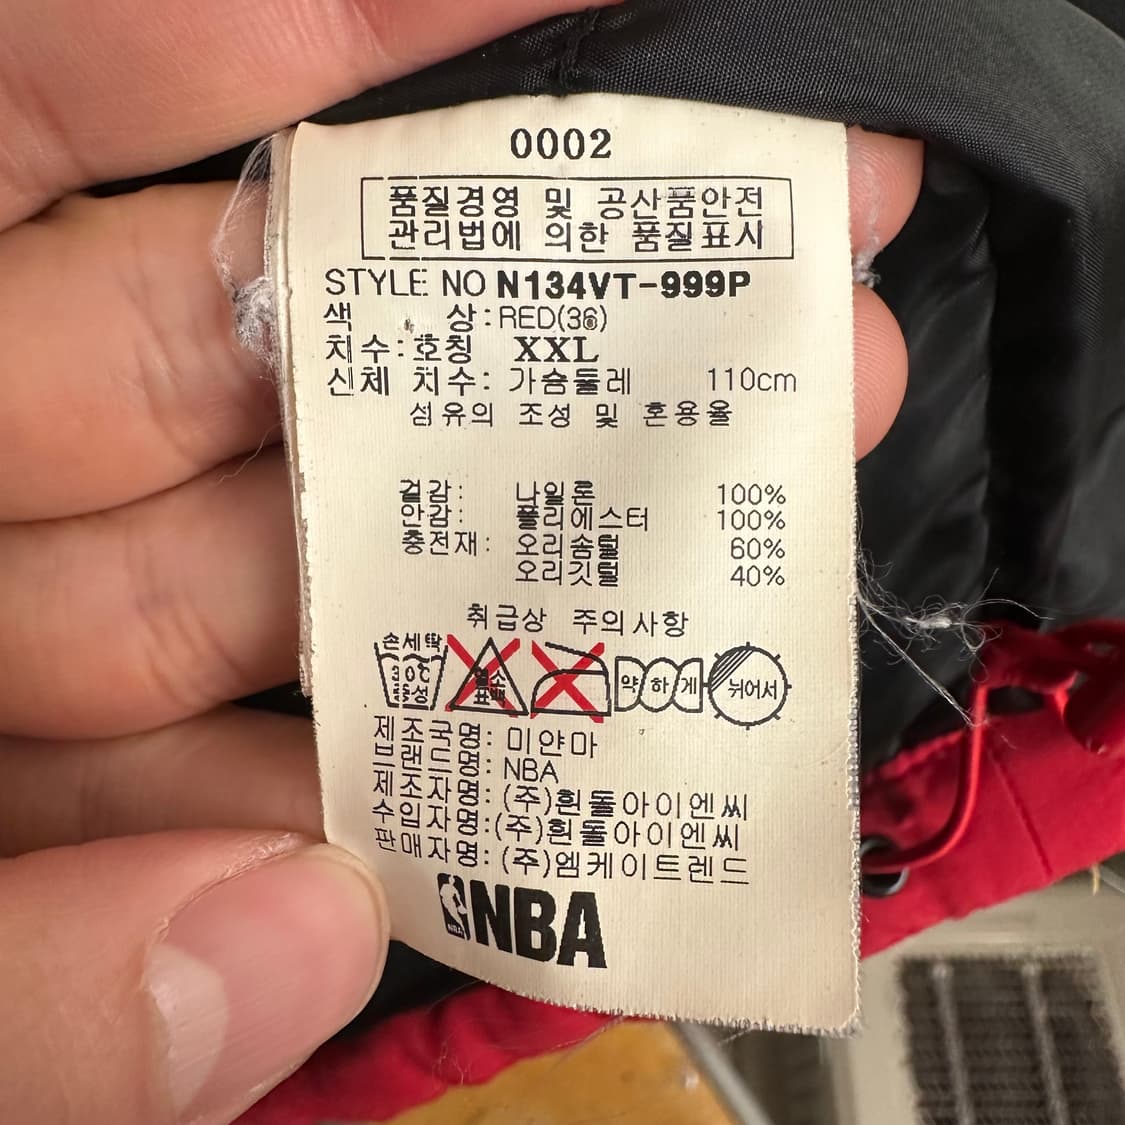 0002
품질경영 및 공산품안전
관리법에 의한 품질표시
STYLE NO N134VT-999P
색 상: RED(36)
치수: 호칭 XXL
신체 치수: 가슴둘레 110cm
섬유의 조성 및 혼용율
겉감: 나일론 100%
안감: 폴리에스터 100%
충전재: 오리솜털 60%
오리깃털 40%
취급상 주의사항
손세탁
30℃
중성
염소
표백
약하게
뉘어서
제조국명: 미얀마
브랜드명: NBA
제조자명: (주)흰돌아이엔씨
수입자명:(주)흰돌아이엔씨
판매자명: (주)엠케이트렌드
NBA
NBA